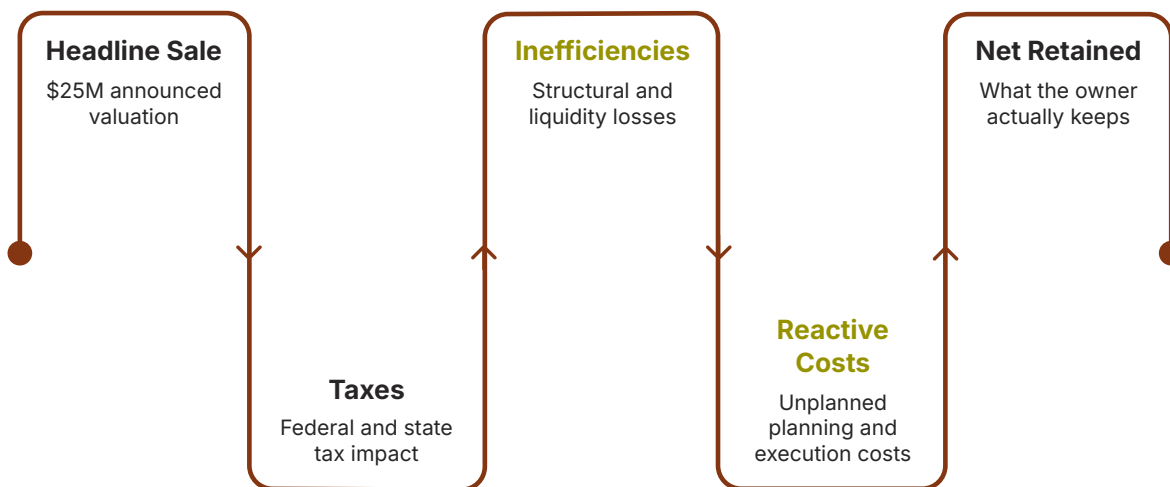 Headline Sale
$25M announced
valuation
Taxes
Federal and state
tax impact
Inefficiencies
Structural and
liquidity losses
Reactive
Costs
Unplanned
planning and
execution costs
Net Retained
What the owner
actually keeps